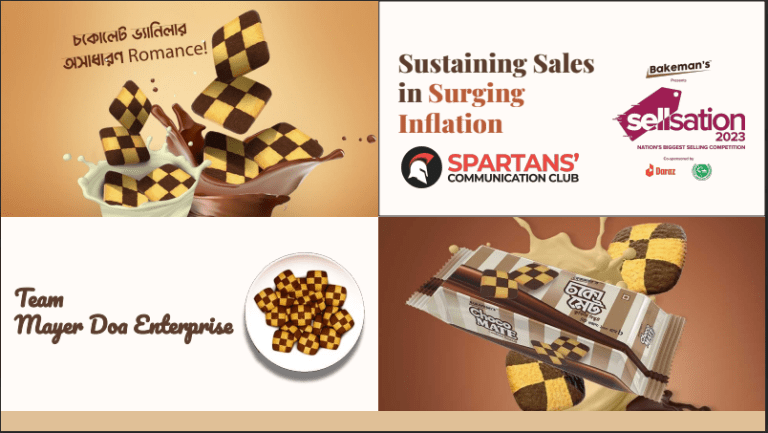 চকোলেট ভ্যানিলার
অসাধারণ Romance!
Sustaining Sales
in Surging
Inflation
SPARTANS'
COMMUNICATION CLUB
Bakeman's
Presents
sellsation
2023
NATION'S BIGGEST SELLING COMPETITION
Co-sponsored by
Daraz
Team
Mayer Doa Enterprise
Bakeman's
চকো
মেট
Bakeman's
CHOCO
MATE